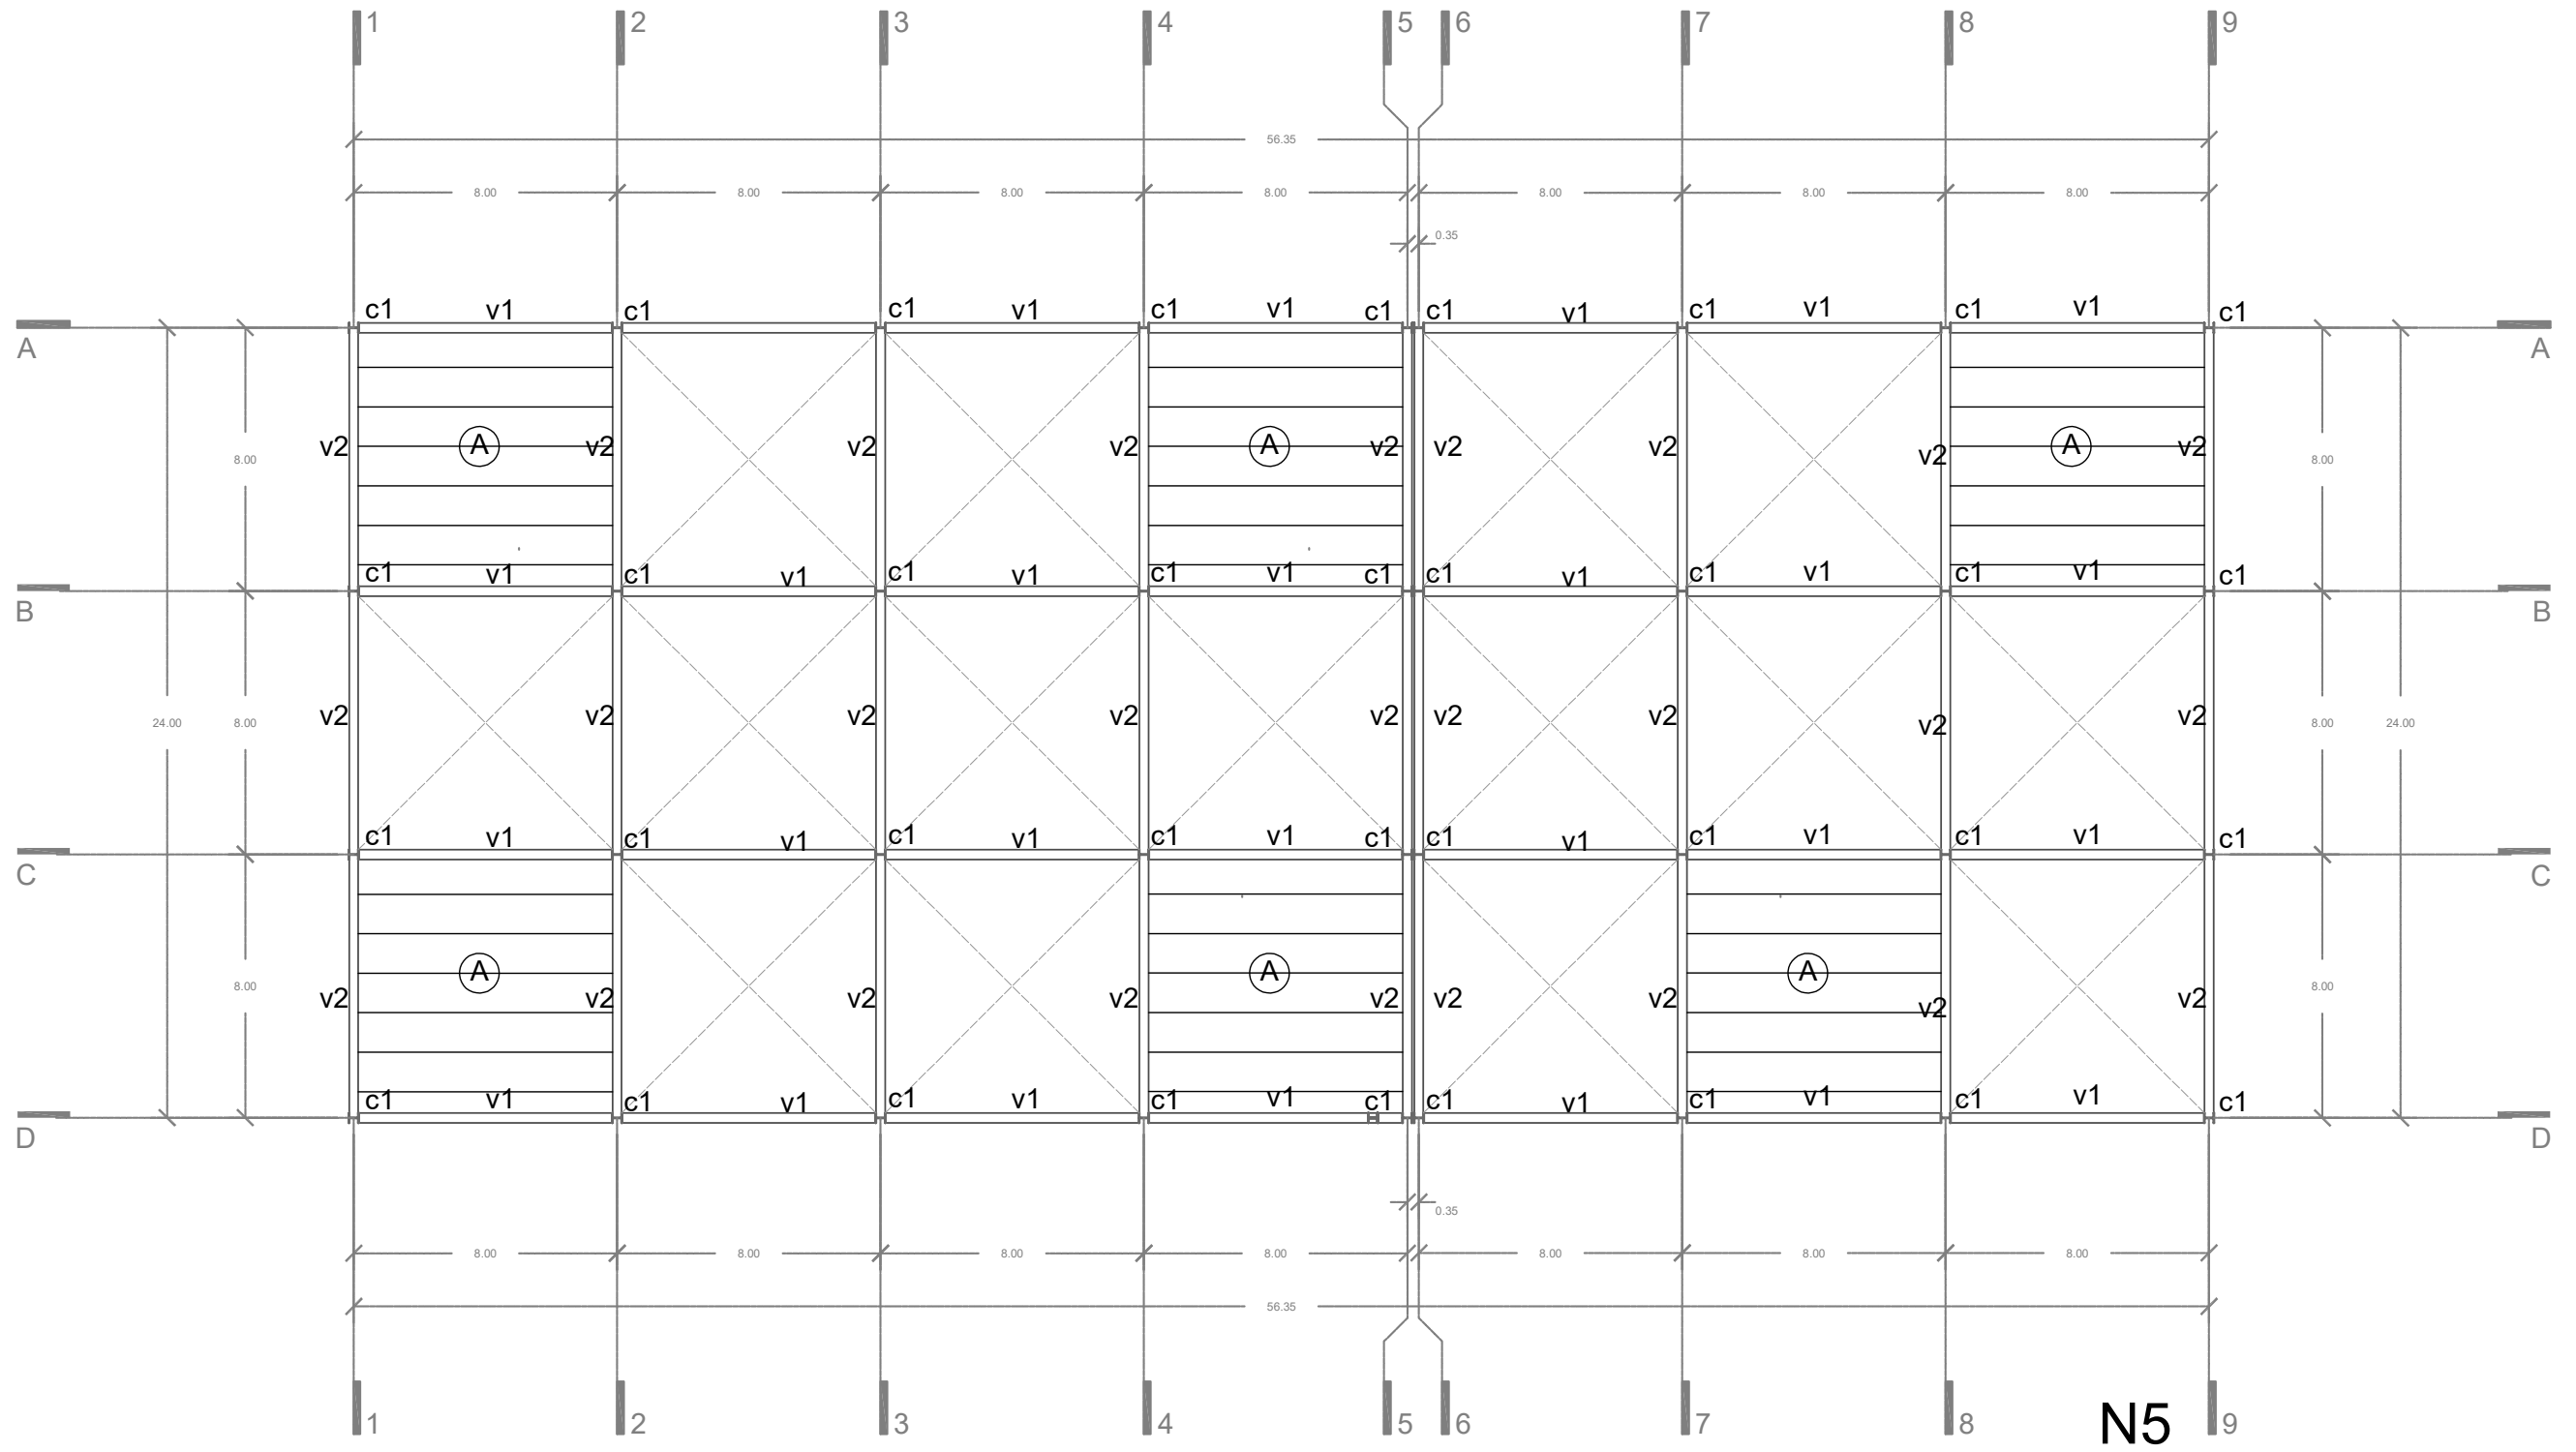 1 2 3 4 5 6 7 8 9
56.35
8.00 8.00 8.00 8.00 8.00 8.00 8.00
0.35
c1 v1 c1 c1 v1 c1 v1 c1 c1 v1 c1 v1 c1 v1 c1
A A
v2 A v2 v2 v2 A v2 v2 v2 v2 A v2
8.00 8.00
c1 v1 c1 v1 c1 v1 c1 v1 c1 c1 v1 c1 v1 c1 v1 c1
B B
v2 v2 v2 v2 v2 v2 v2 v2 v2
24.00 8.00 8.00 24.00
c1 v1 c1 v1 c1 v1 c1 v1 c1 c1 v1 c1 v1 c1 v1 c1
C C
A A A
8.00 8.00
v2 v2 v2 v2 v2 v2 v2 v2 v2
c1 v1 c1 v1 c1 v1 c1 v1 c1 c1 v1 c1 v1 c1 v1 c1
D D
0.35
8.00 8.00 8.00 8.00 8.00 8.00 8.00
56.35
1 2 3 4 5 6 7 8 9
N5